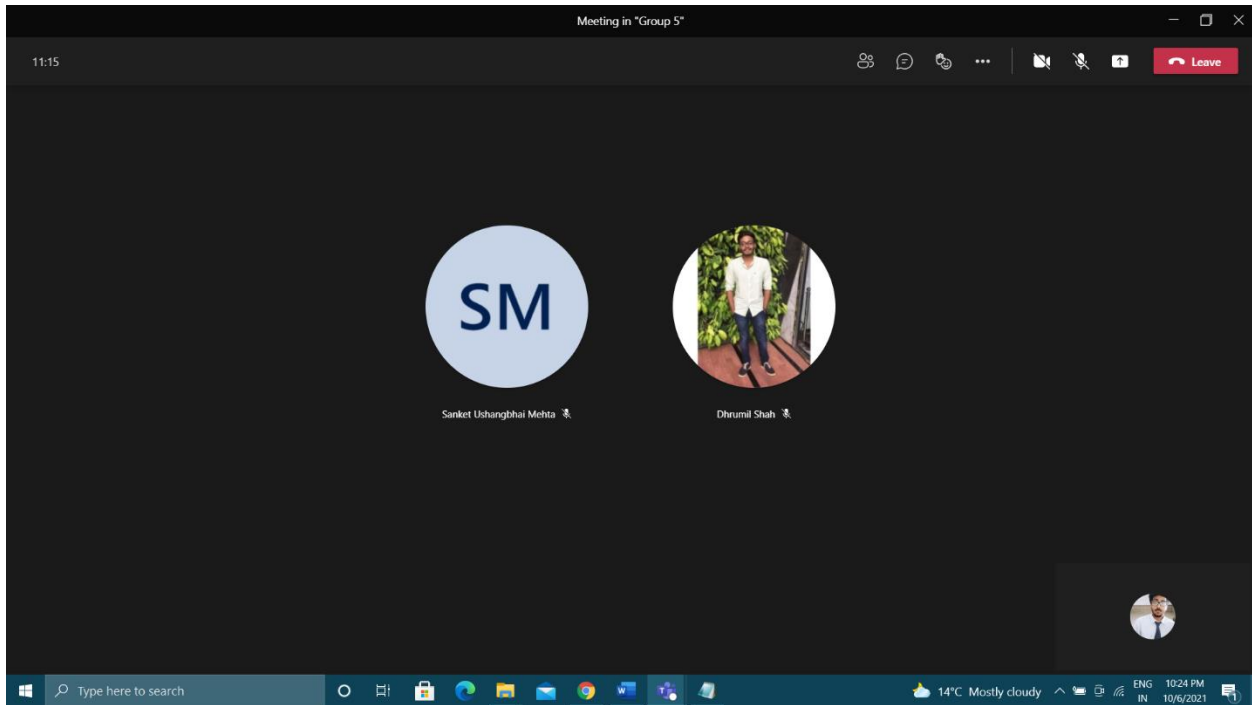 Meeting in "Group 5"
11:15
Leave
SM
Sanket Ushangbhai Mehta
Dhrumil Shah
Type here to search
14°C Mostly cloudy
ENG
IN
10:24 PM
10/6/2021
1